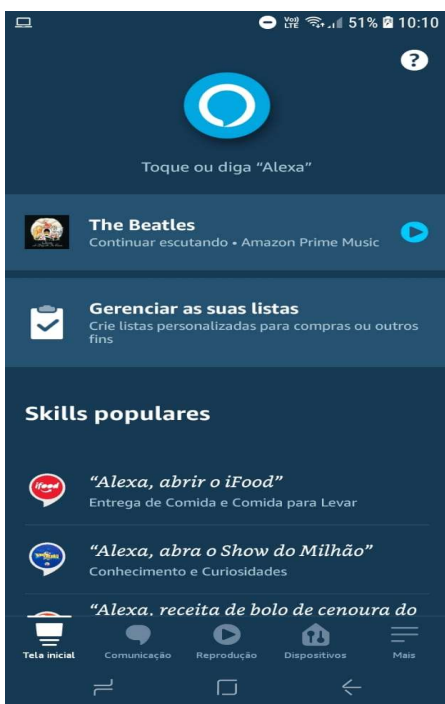 Vo)) LTE 51% 10:10
?
Toque ou diga “Alexa”
The Beatles
Continuar escutando • Amazon Prime Music
Gerenciar as suas listas
Crie listas personalizadas para compras ou outros
fins
Skills populares
ifood
“Alexa, abrir o iFood”
Entrega de Comida e Comida para Levar
“Alexa, abra o Show do Milhão”
Conhecimento e Curiosidades
“Alexa, receita de bolo de cenoura do
Tela inicial Comunicação Reprodução Dispositivos Mais